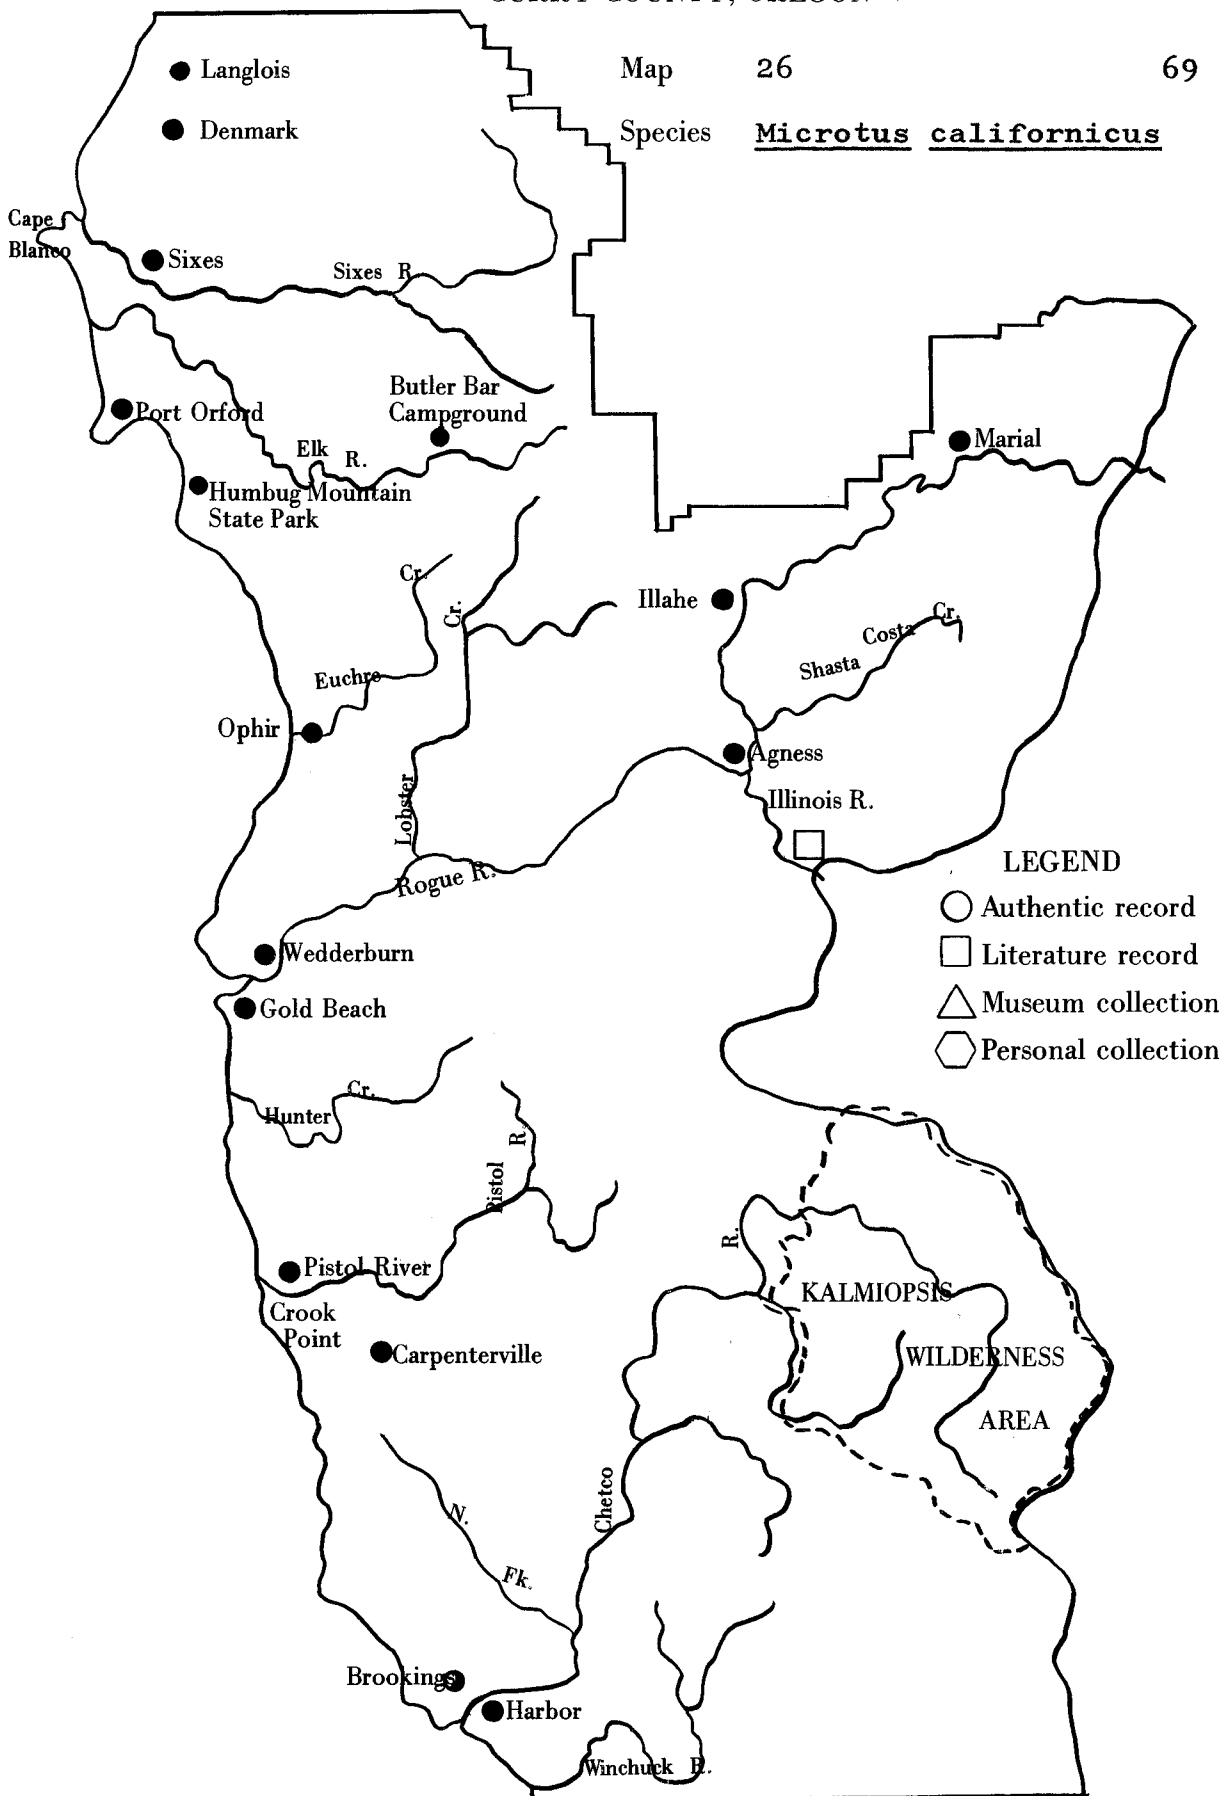 CURRY COUNTY, OREGON
Map 26 69
Species Microtus californicus
Langlois
Denmark
Cape
Blanco
Sixes
Sixes R
Butler Bar
Campground
Port Orford
Elk R.
Marial
Humbug Mountain
State Park
Cr.
Cr.
Illahe
Cr.
Costa
Shasta
Euchre
Ophir
Agness
Lobster
Illinois R.
LEGEND
Rogue R.
Authentic record
Literature record
Wedderburn
Museum collection
Gold Beach
Personal collection
Cr.
Hunter
R.
Pistol
R.
Pistol River
KALMIOPSIS
Crook
Point
Carpenterville
WILDERNESS
AREA
Chetco
N.
Fk.
Brookings
Harbor
Winchuck R.